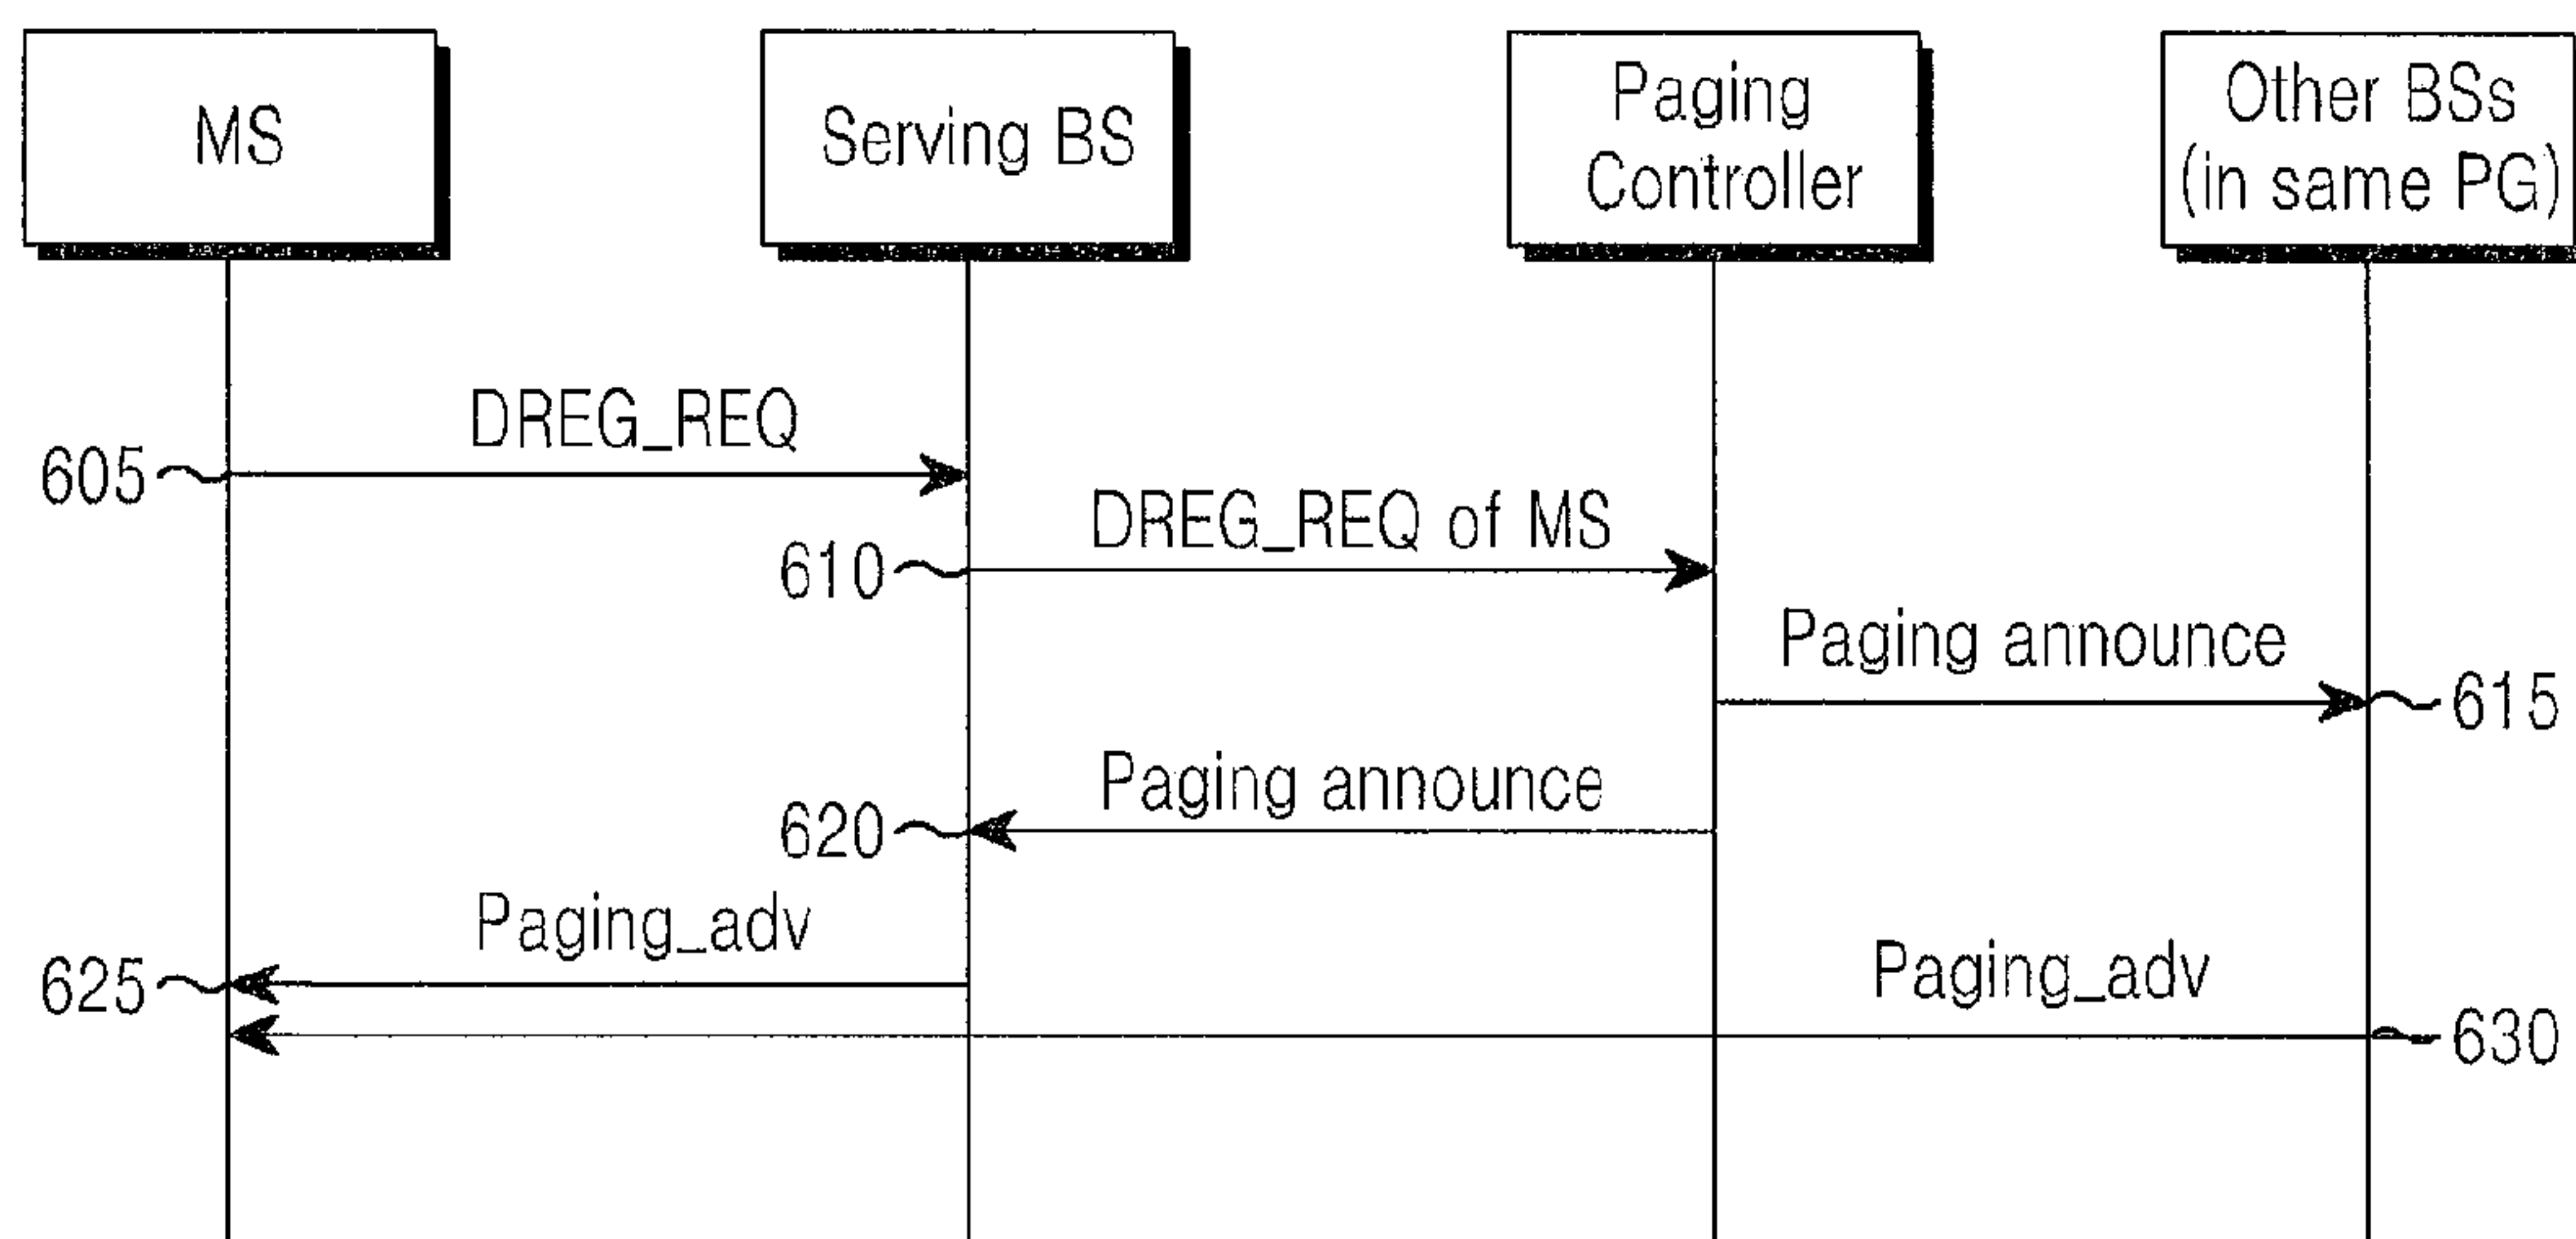 MS
Serving BS
Paging
Controller
Other BSs
(in same PG)
DREG_REQ
605
DREG_REQ of MS
610
Paging announce
615
Paging announce
620
Paging_adv
625
Paging_adv
630